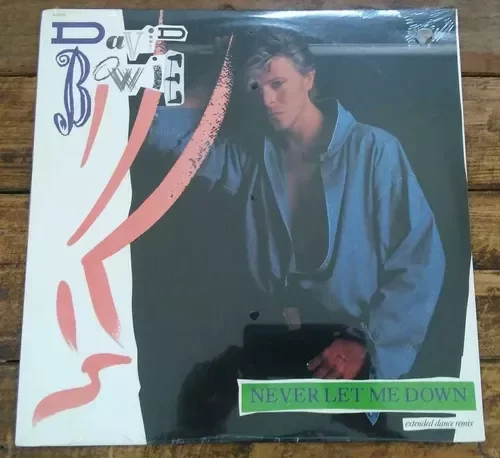 DaviD
BowiE
NEVER LET ME DOWN
extended dance remix